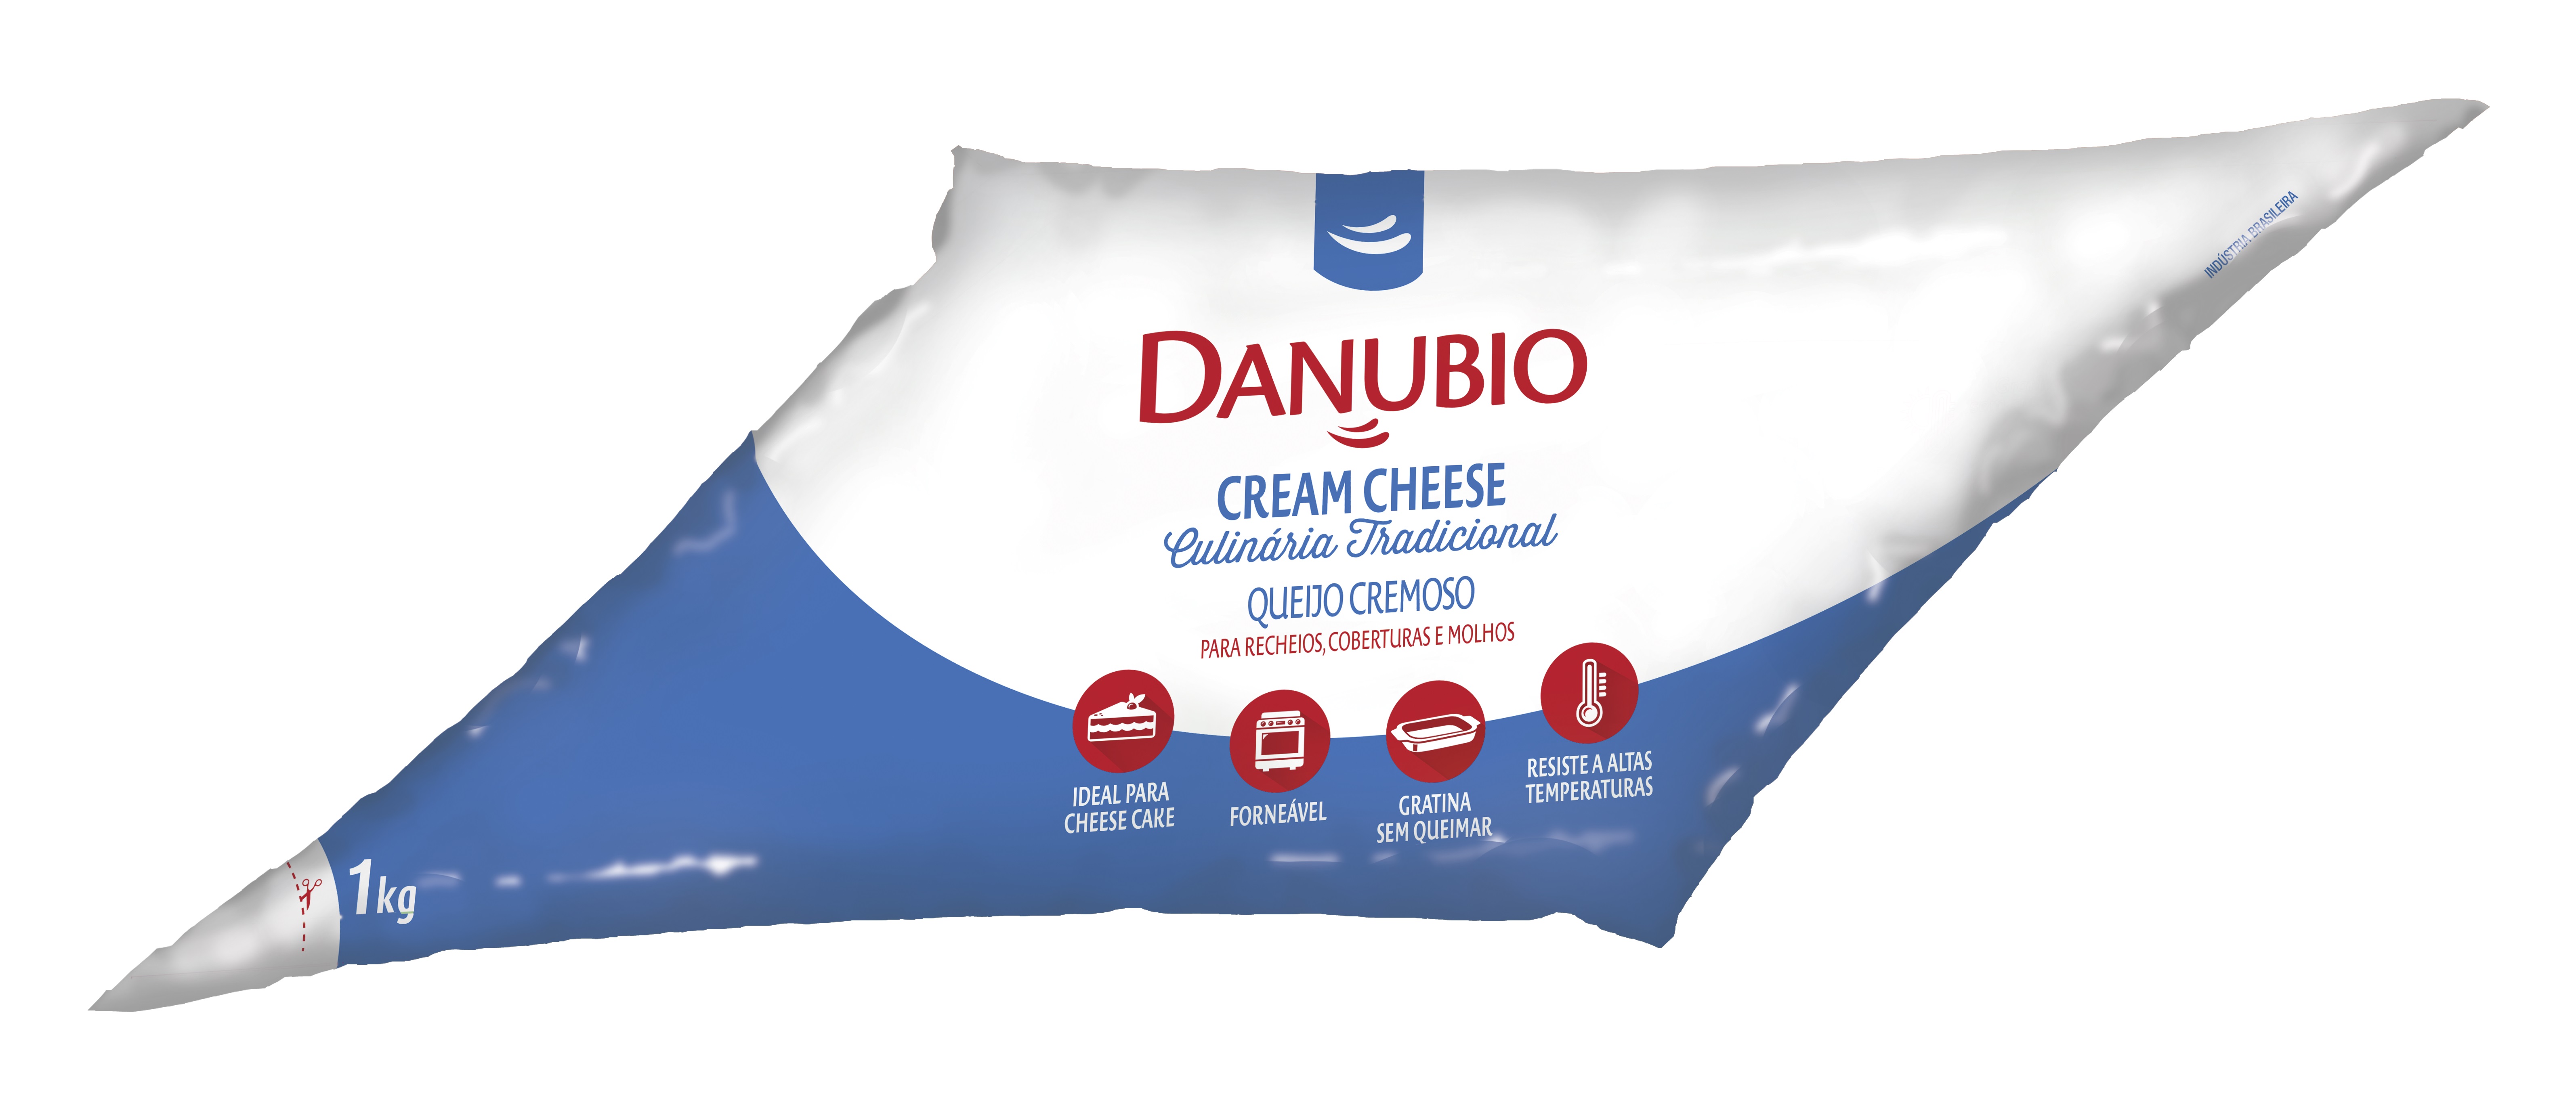 DANUBIO
CREAM CHEESE
Culinária Tradicional
QUEIJO CREMOSO
PARA RECHEIOS, COBERTURAS E MOLHOS
IDEAL PARA
CHEESE CAKE
FORNEÁVEL
GRATINA
SEM QUEIMAR
RESISTE A ALTAS
TEMPERATURAS
1kg
INDÚSTRIA BRASILEIRA